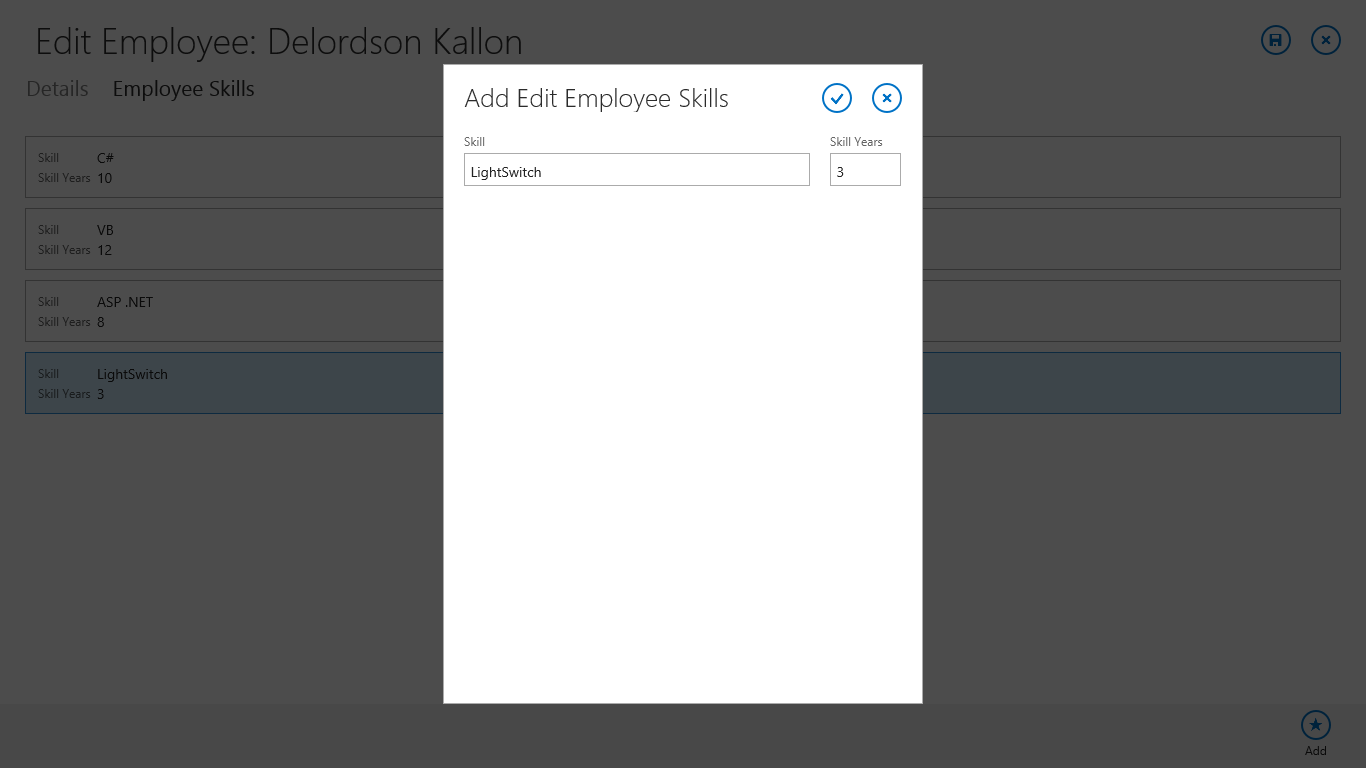 Edit Employee: Delordson Kallon
Details Employee Skills
Skill C#
Skill Years 10
Skill VB
Skill Years 12
Skill ASP .NET
Skill Years 8
Skill LightSwitch
Skill Years 3
Add Edit Employee Skills
Skill Skill Years
LightSwitch 3
Add